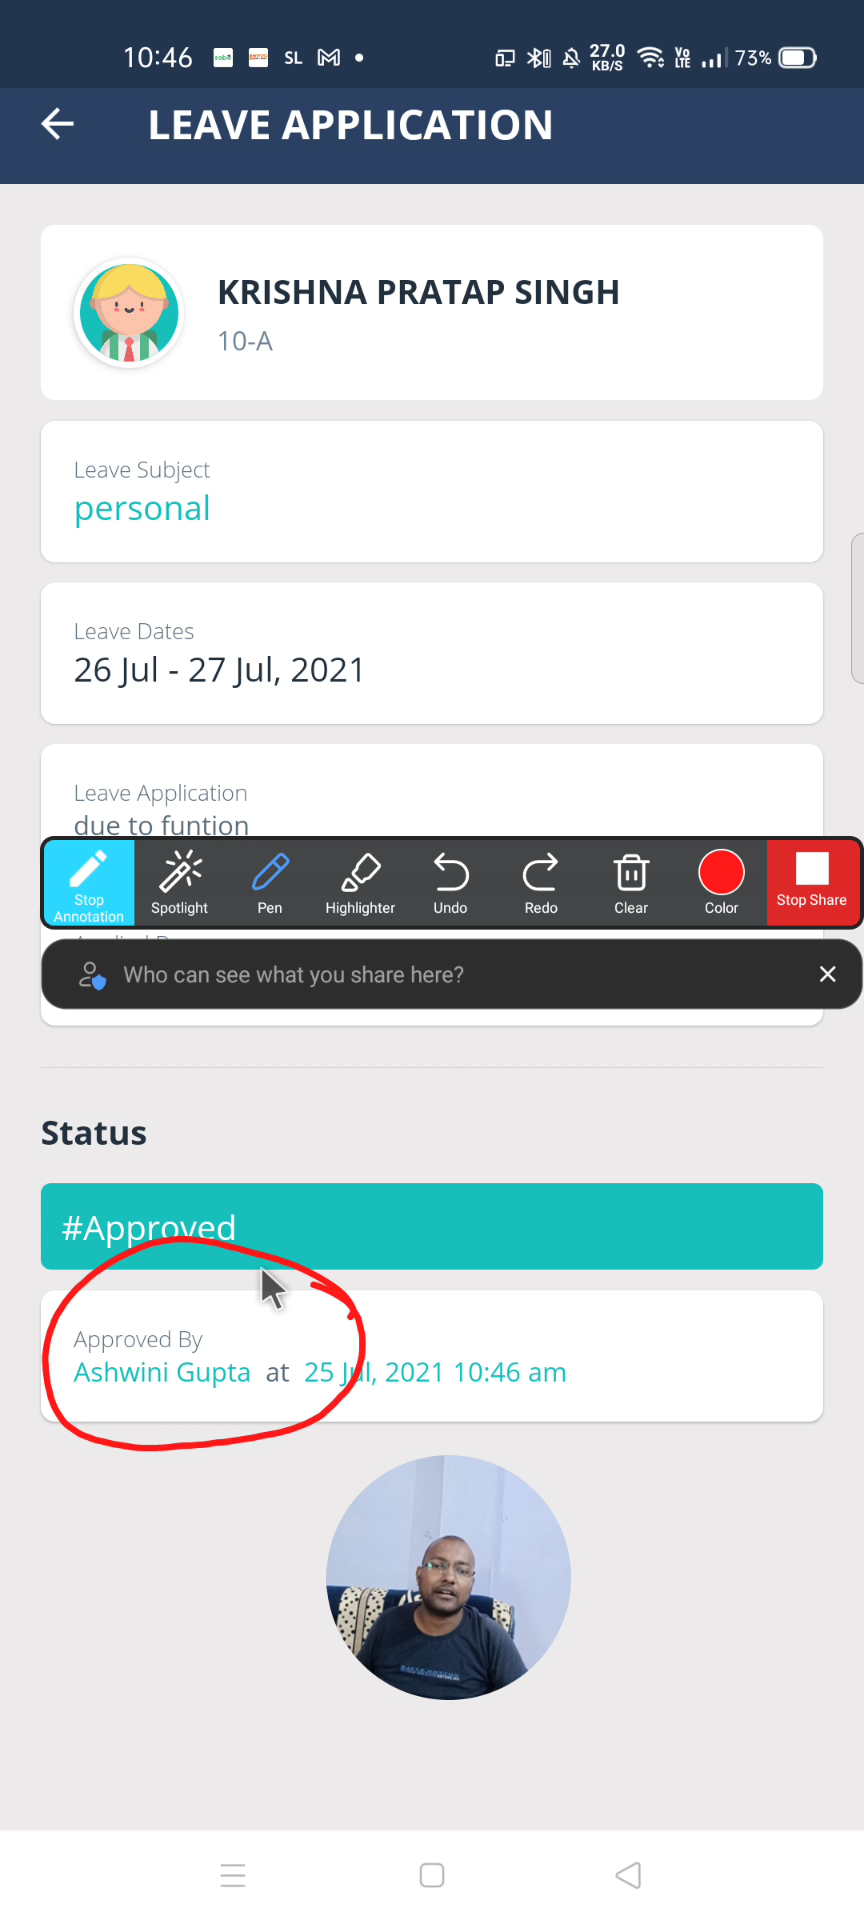 10:46 SL 27.0 KB/S Vo LTE 73%
LEAVE APPLICATION
KRISHNA PRATAP SINGH
10-A
Leave Subject
personal
Leave Dates
26 Jul - 27 Jul, 2021
Leave Application
due to funtion
Stop Annotation
Spotlight
Pen
Highlighter
Undo
Redo
Clear
Color
Stop Share
Who can see what you share here?
Status
#Approved
Approved By
Ashwini Gupta at 25 Jul, 2021 10:46 am